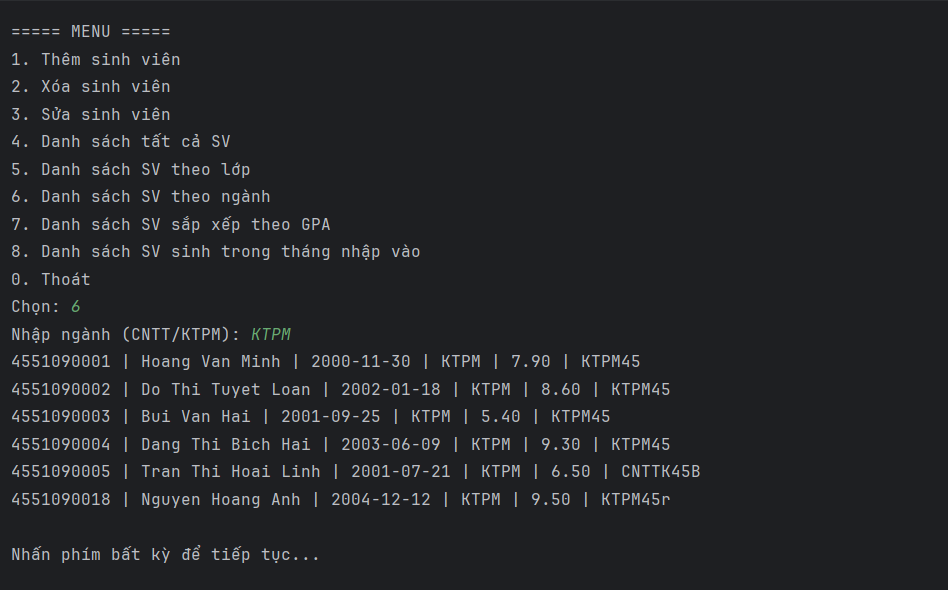 ===== MENU =====
1. Thêm sinh viên
2. Xóa sinh viên
3. Sửa sinh viên
4. Danh sách tất cả SV
5. Danh sách SV theo lớp
6. Danh sách SV theo ngành
7. Danh sách SV sắp xếp theo GPA
8. Danh sách SV sinh trong tháng nhập vào
0. Thoát
Chọn: 6
Nhập ngành (CNTT/KTPM): KTPM
4551090001 | Hoang Van Minh | 2000-11-30 | KTPM | 7.90 | KTPM45
4551090002 | Do Thi Tuyet Loan | 2002-01-18 | KTPM | 8.60 | KTPM45
4551090003 | Bui Van Hai | 2001-09-25 | KTPM | 5.40 | KTPM45
4551090004 | Dang Thi Bich Hai | 2003-06-09 | KTPM | 9.30 | KTPM45
4551090005 | Tran Thi Hoai Linh | 2001-07-21 | KTPM | 6.50 | CNTTK45B
4551090018 | Nguyen Hoang Anh | 2004-12-12 | KTPM | 9.50 | KTPM45r
Nhấn phím bất kỳ để tiếp tục...